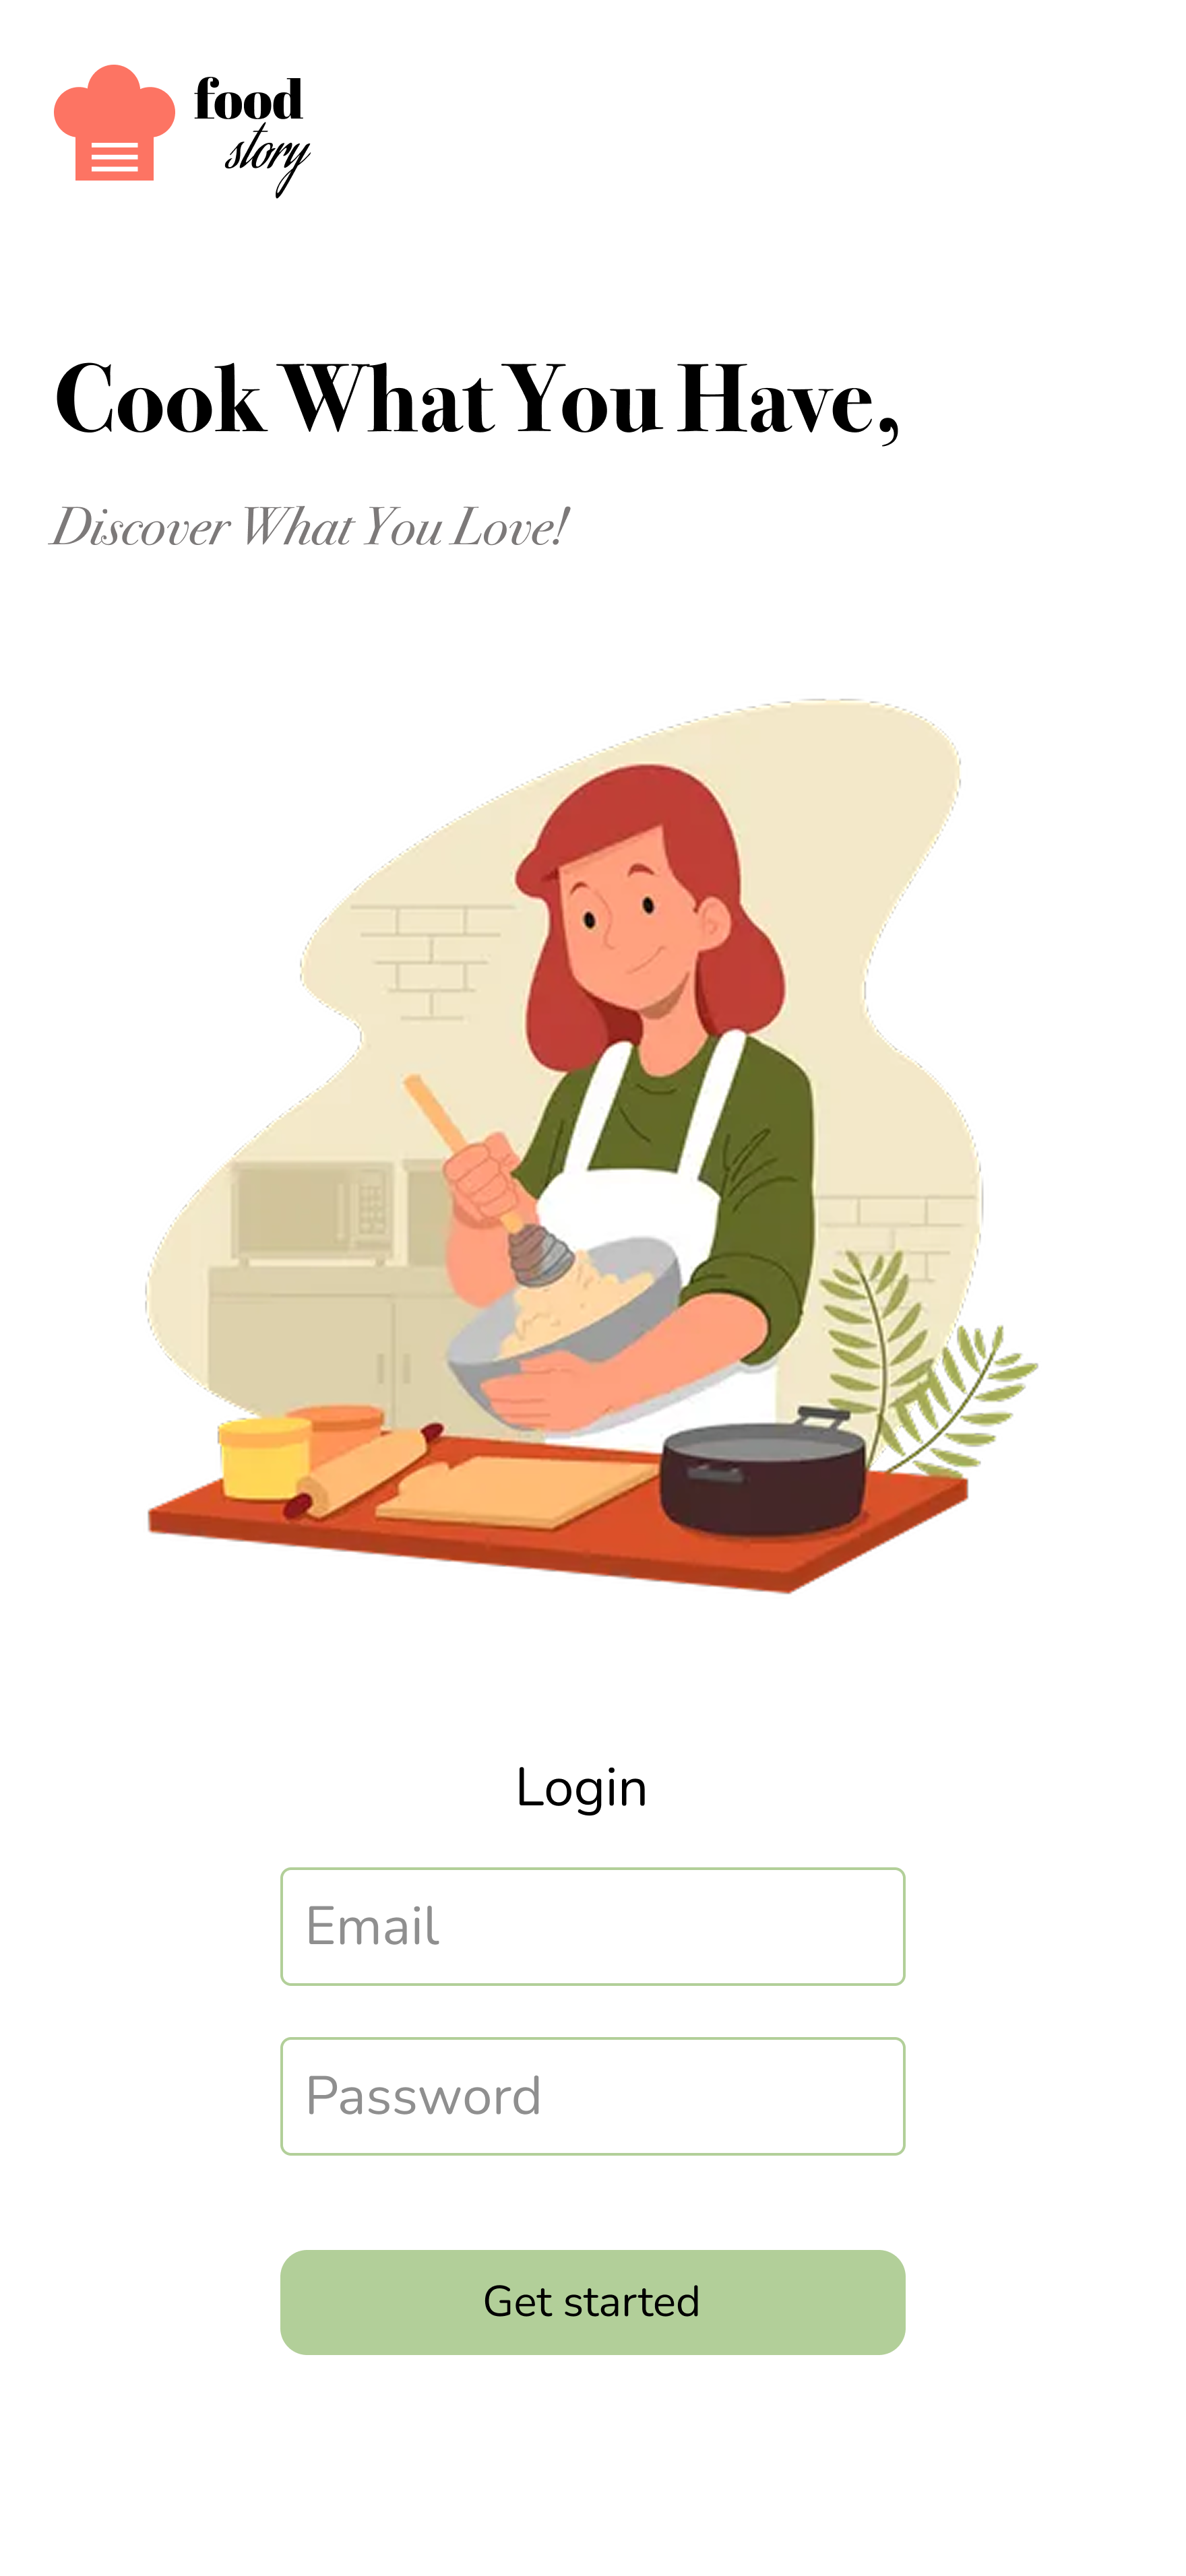 food
story
Cook What You Have,
Discover What You Love!
Login
Email
Password
Get started